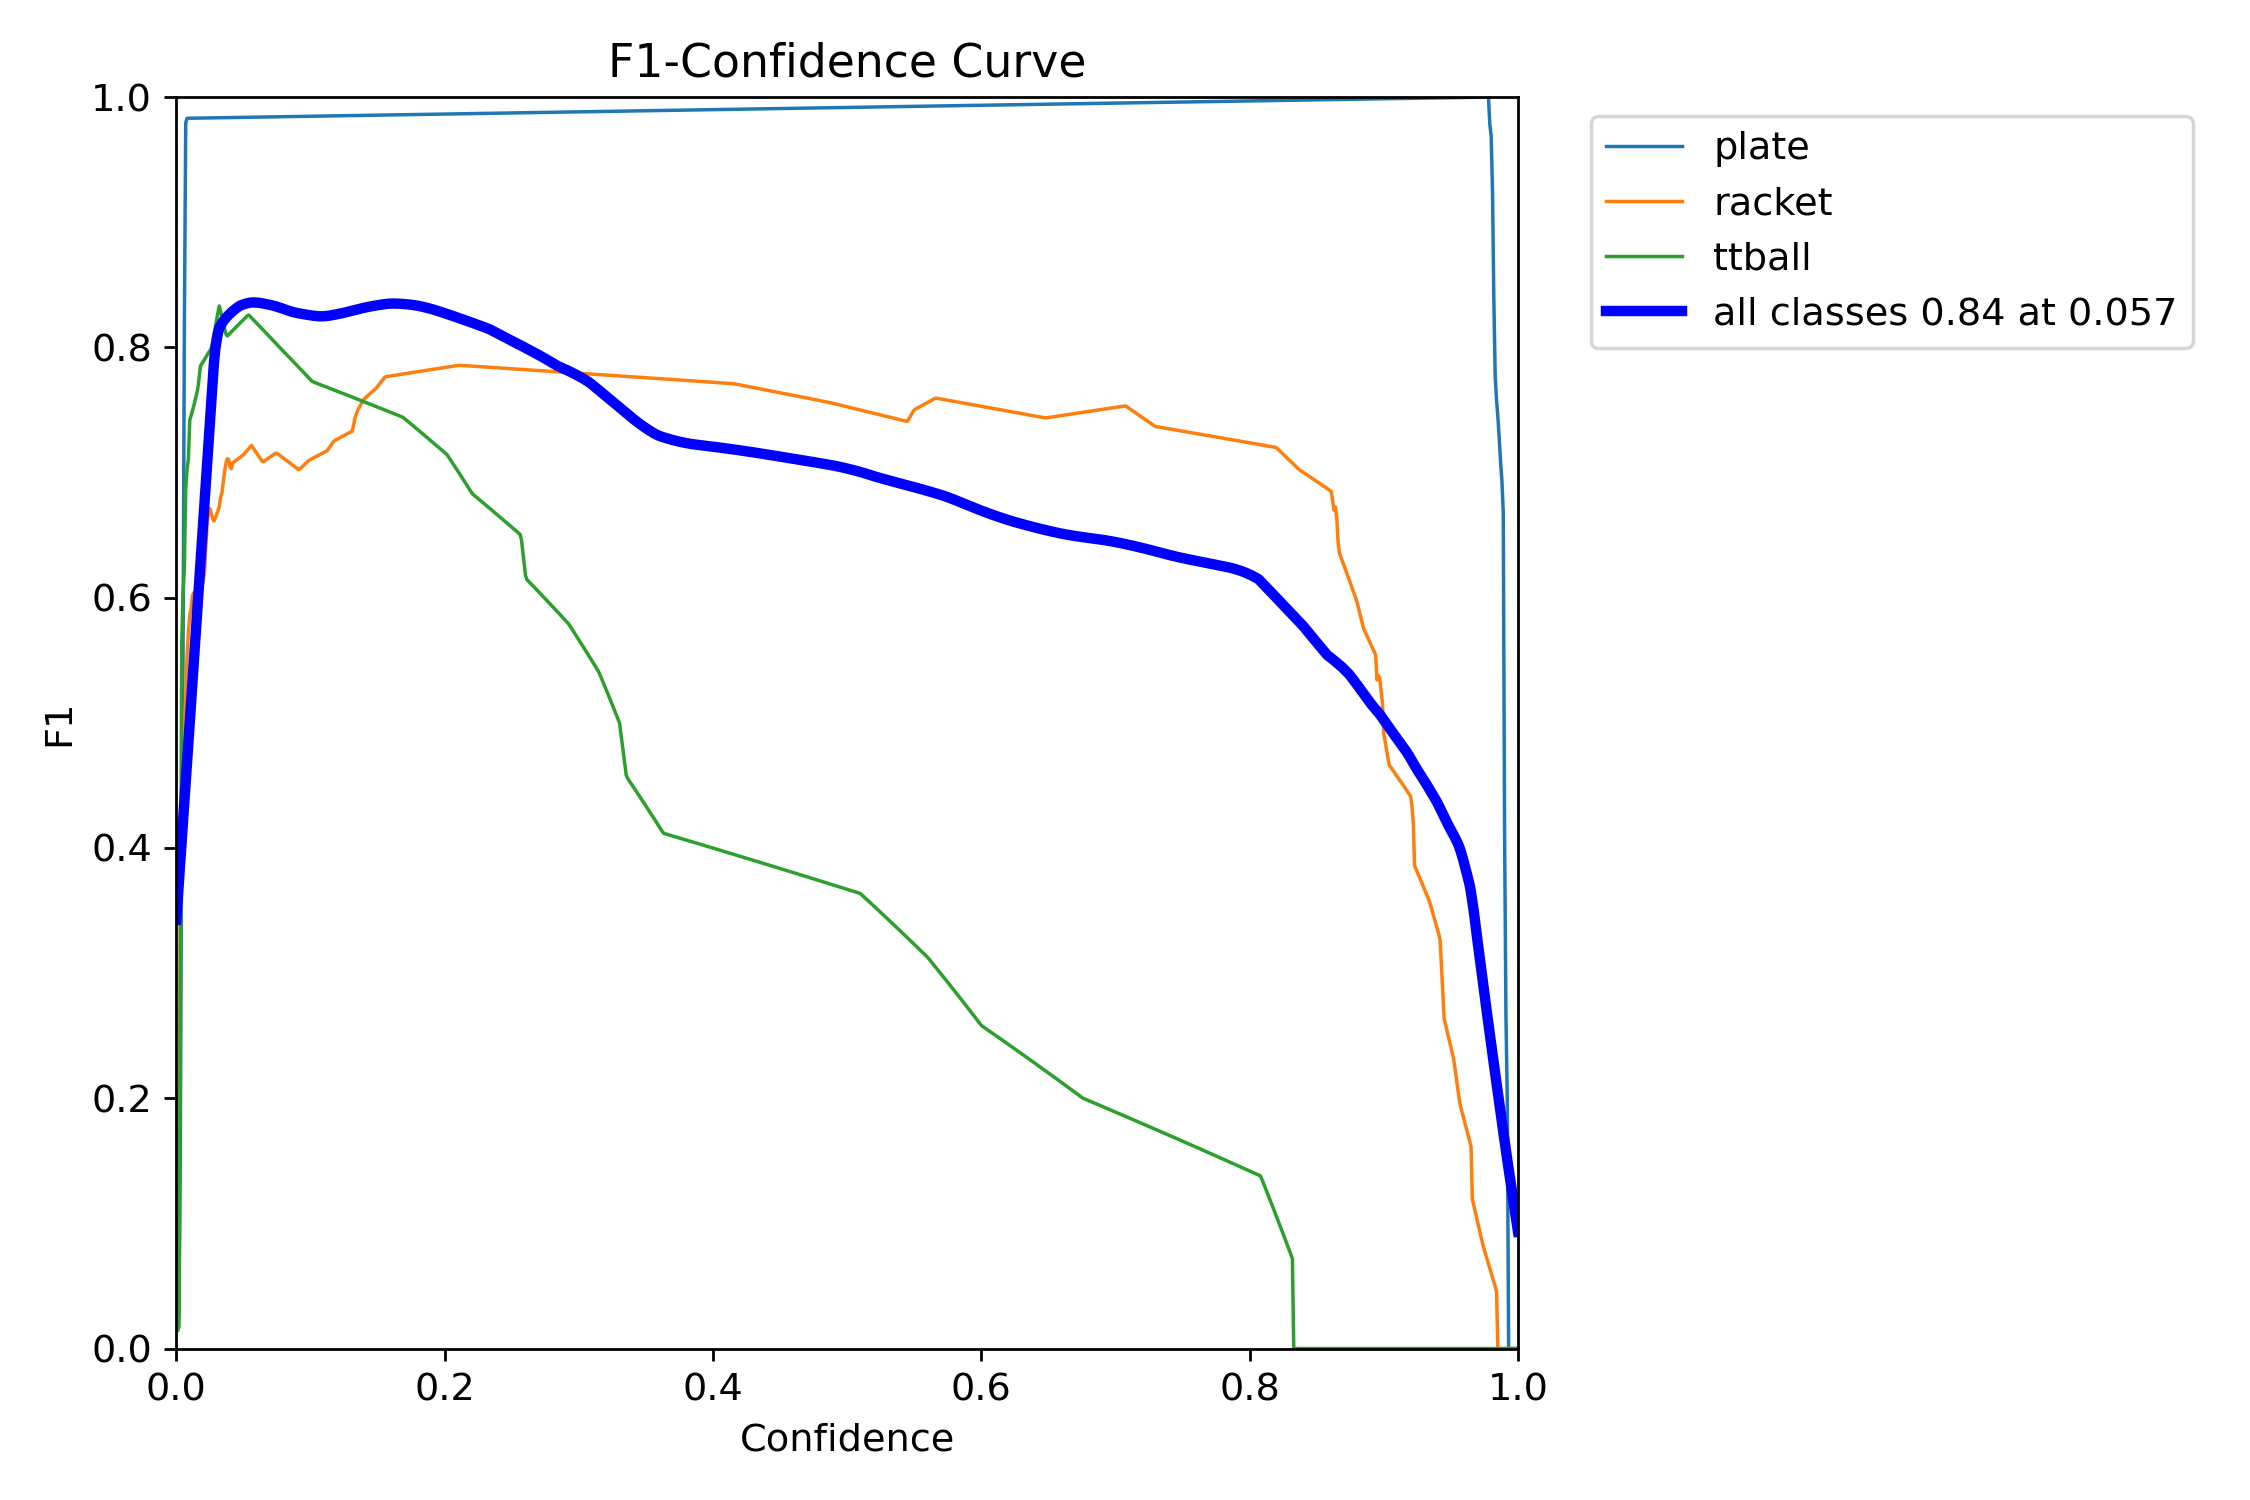 F1-Confidence Curve
1.0
0.8
0.6
0.4
0.2
0.0
F1
0.0 0.2 0.4 0.6 0.8 1.0
Confidence
plate
racket
ttball
all classes 0.84 at 0.057